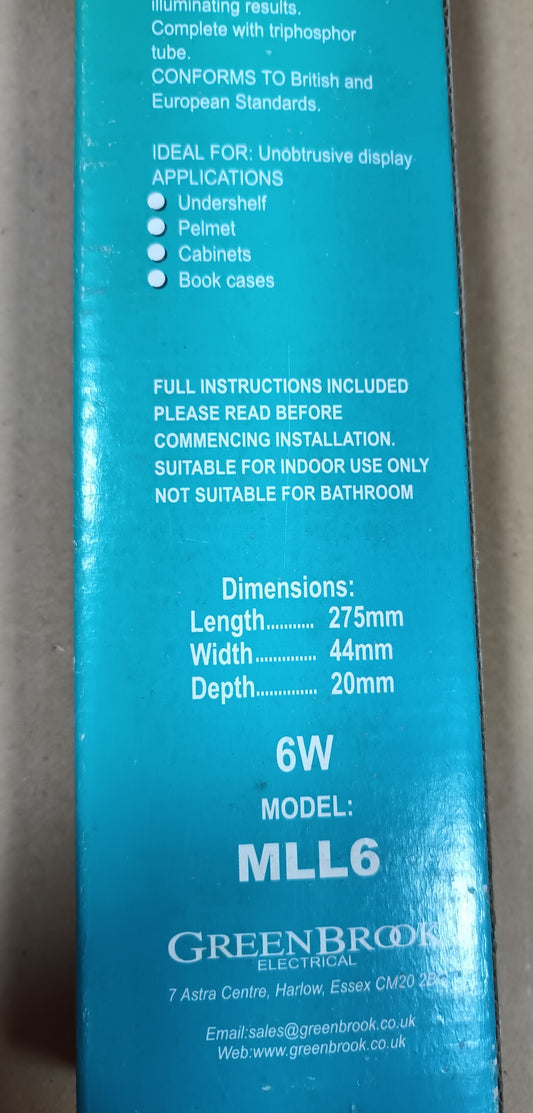 illuminating results.
Complete with triphosphor
tube.
CONFORMS TO British and
European Standards.
IDEAL FOR: Unobtrusive display
APPLICATIONS
Undershelf
Pelmet
Cabinets
Book cases
FULL INSTRUCTIONS INCLUDED
PLEASE READ BEFORE
COMMENCING INSTALLATION.
SUITABLE FOR INDOOR USE ONLY
NOT SUITABLE FOR BATHROOM
Dimensions:
Length........... 275mm
Width.............. 44mm
Depth.............. 20mm
6W
MODEL:
MLL6
GREENBROOK
ELECTRICAL
7 Astra Centre, Harlow, Essex CM20
Email:sales@greenbrook.co.uk
Web:www.greenbrook.co.uk